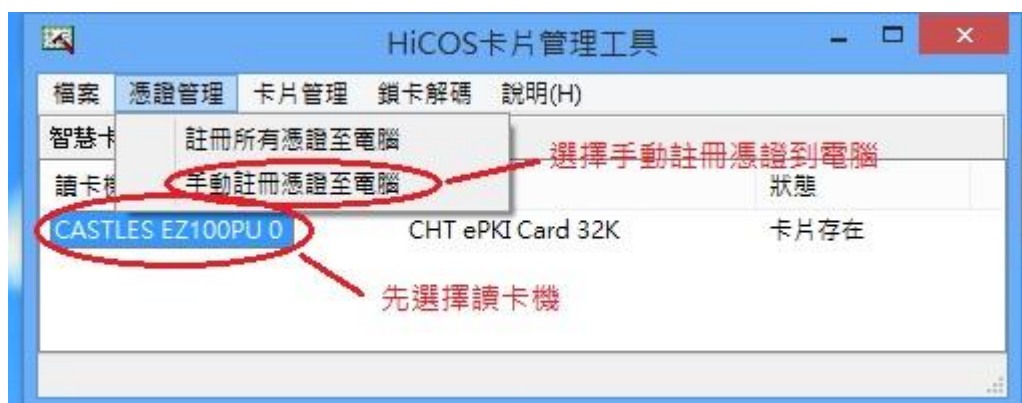 HiCOS卡片管理工具
檔案 憑證管理 卡片管理 鎖卡解碼 說明(H)
智慧卡
註冊所有憑證至電腦
選擇手動註冊憑證到電腦
手動註冊憑證至電腦
讀卡機
狀態
CASTLES EZ100PU 0 CHT ePKI Card 32K 卡片存在
先選擇讀卡機